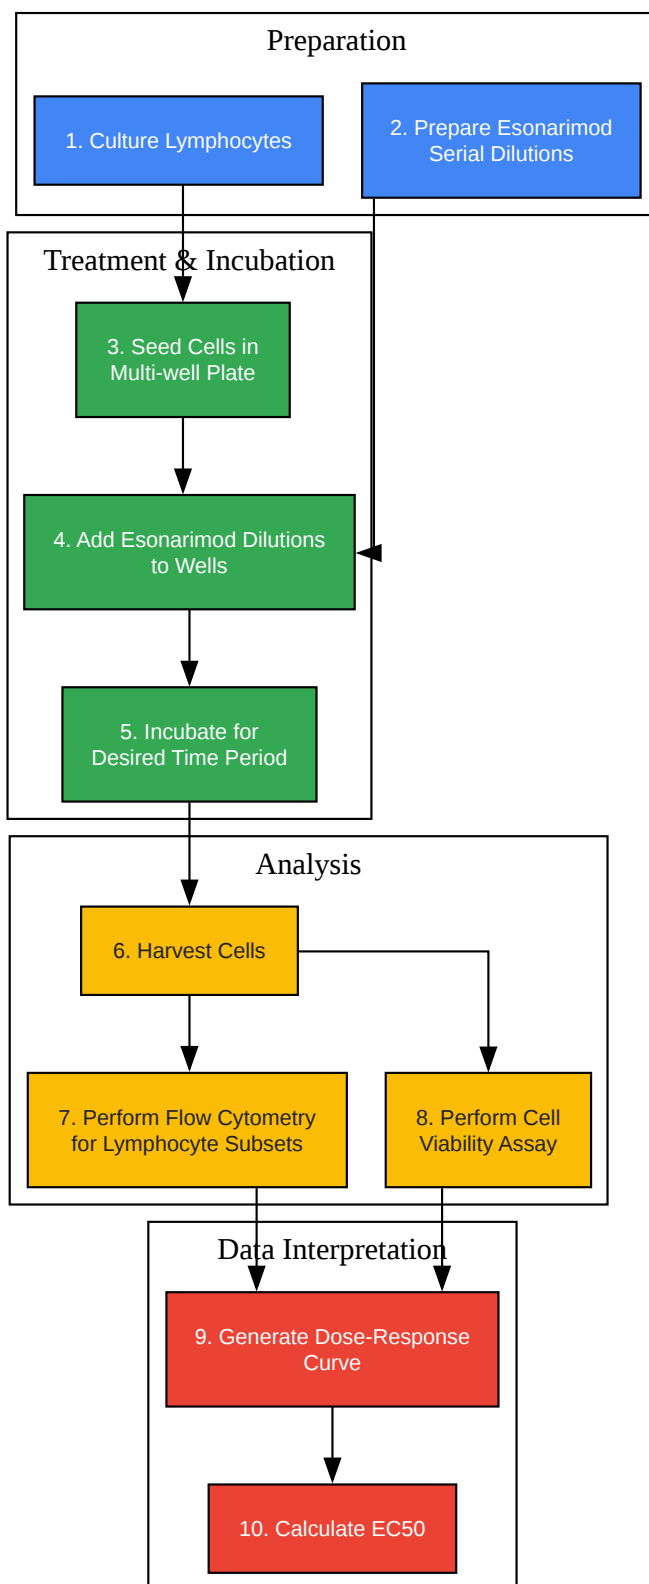 Preparation
1. Culture Lymphocytes
2. Prepare Esonarimod
Serial Dilutions
Treatment & Incubation
3. Seed Cells in
Multi-well Plate
4. Add Esonarimod Dilutions
to Wells
5. Incubate for
Desired Time Period
Analysis
6. Harvest Cells
7. Perform Flow Cytometry
for Lymphocyte Subsets
8. Perform Cell
Viability Assay
Data Interpretation
9. Generate Dose-Response
Curve
10. Calculate EC50